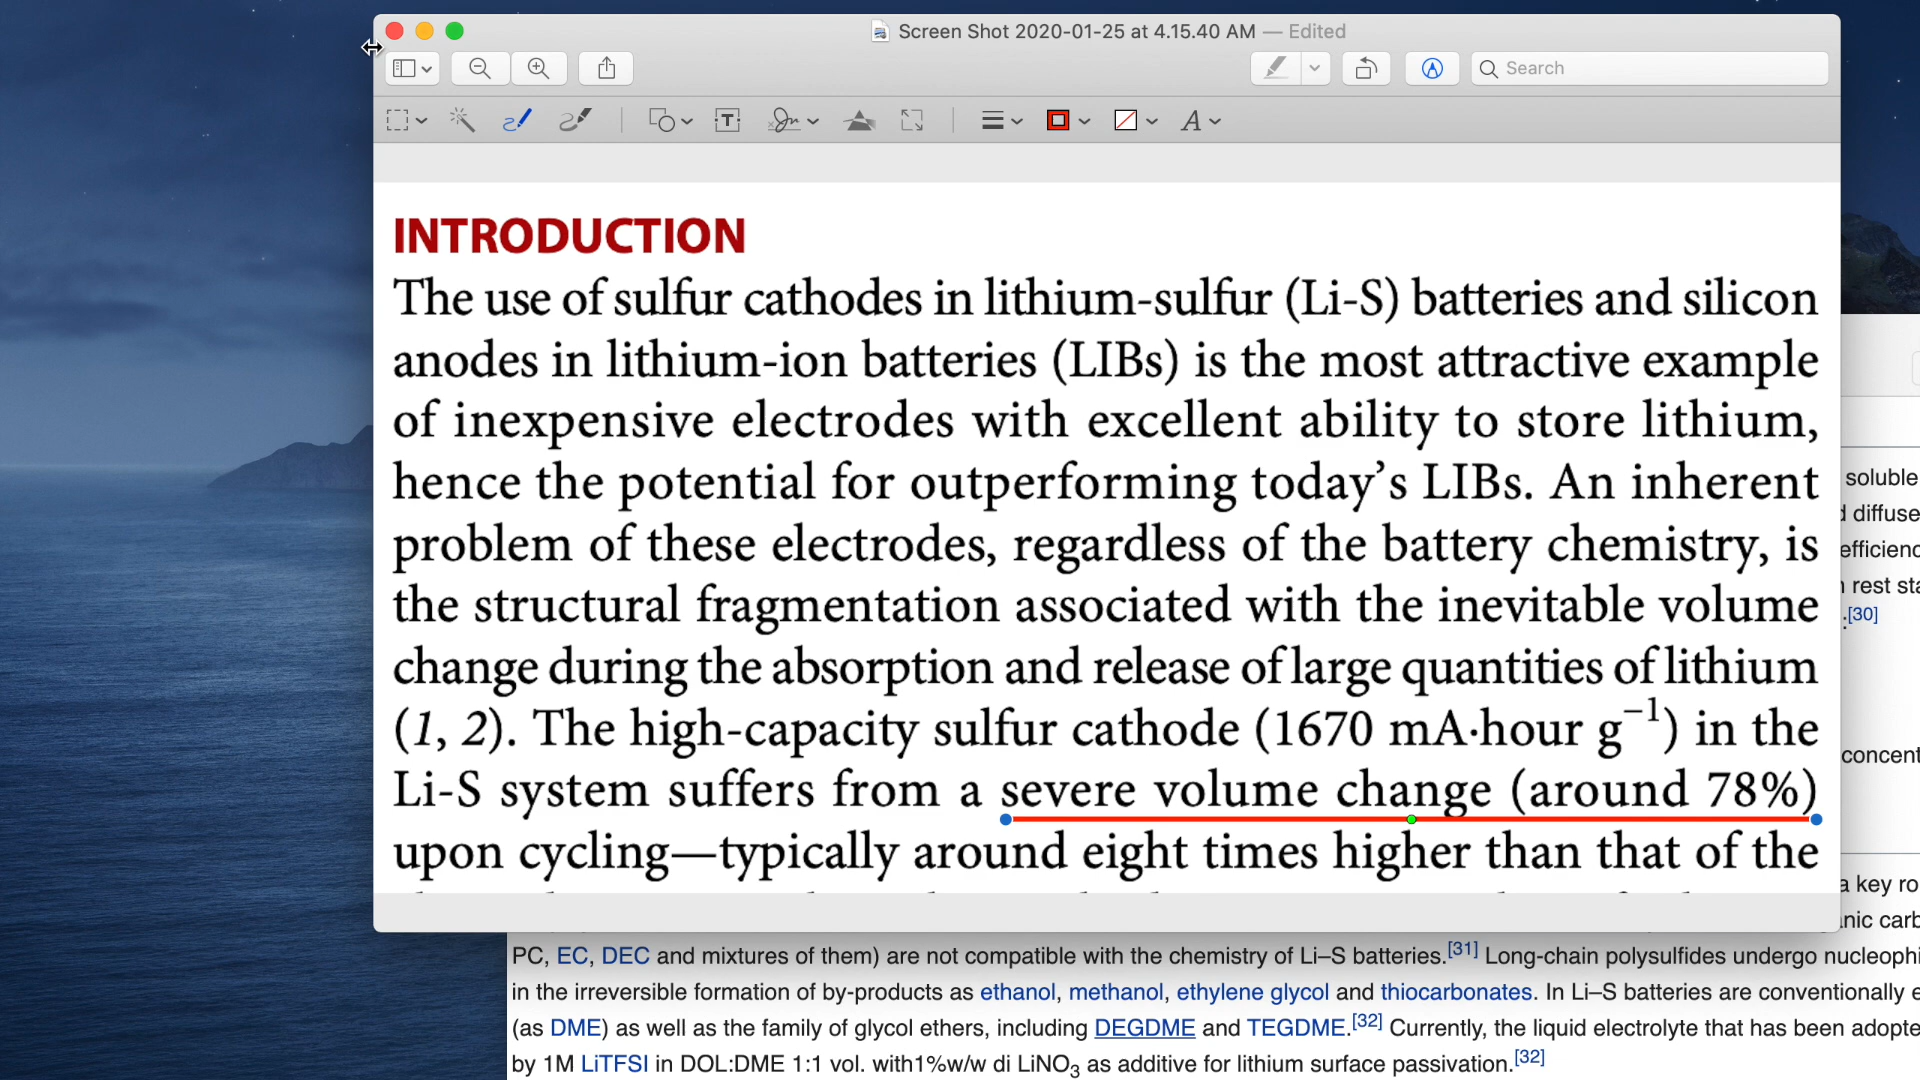 Screen Shot 2020-01-25 at 4.15.40 AM — Edited
Search
INTRODUCTION
The use of sulfur cathodes in lithium-sulfur (Li-S) batteries and silicon
anodes in lithium-ion batteries (LIBs) is the most attractive example
of inexpensive electrodes with excellent ability to store lithium,
hence the potential for outperforming today’s LIBs. An inherent
problem of these electrodes, regardless of the battery chemistry, is
the structural fragmentation associated with the inevitable volume
change during the absorption and release of large quantities of lithium
(1, 2). The high-capacity sulfur cathode (1670 mA·hour g⁻¹) in the
Li-S system suffers from a severe volume change (around 78%)
upon cycling—typically around eight times higher than that of the
soluble
diffuse
rest
:[30]
a key
PC, EC, DEC and mixtures of them) are not compatible with the chemistry of Li–S batteries.[31] Long-chain polysulfides undergo
in the irreversible formation of by-products as ethanol, methanol, ethylene glycol and thiocarbonates. In Li–S batteries are conventionally
(as DME) as well as the family of glycol ethers, including DEGDME and TEGDME.[32] Currently, the liquid electrolyte that has been
by 1M LiTFSI in DOL:DME 1:1 vol. with1%w/w di LiNO₃ as additive for lithium surface passivation.[32]